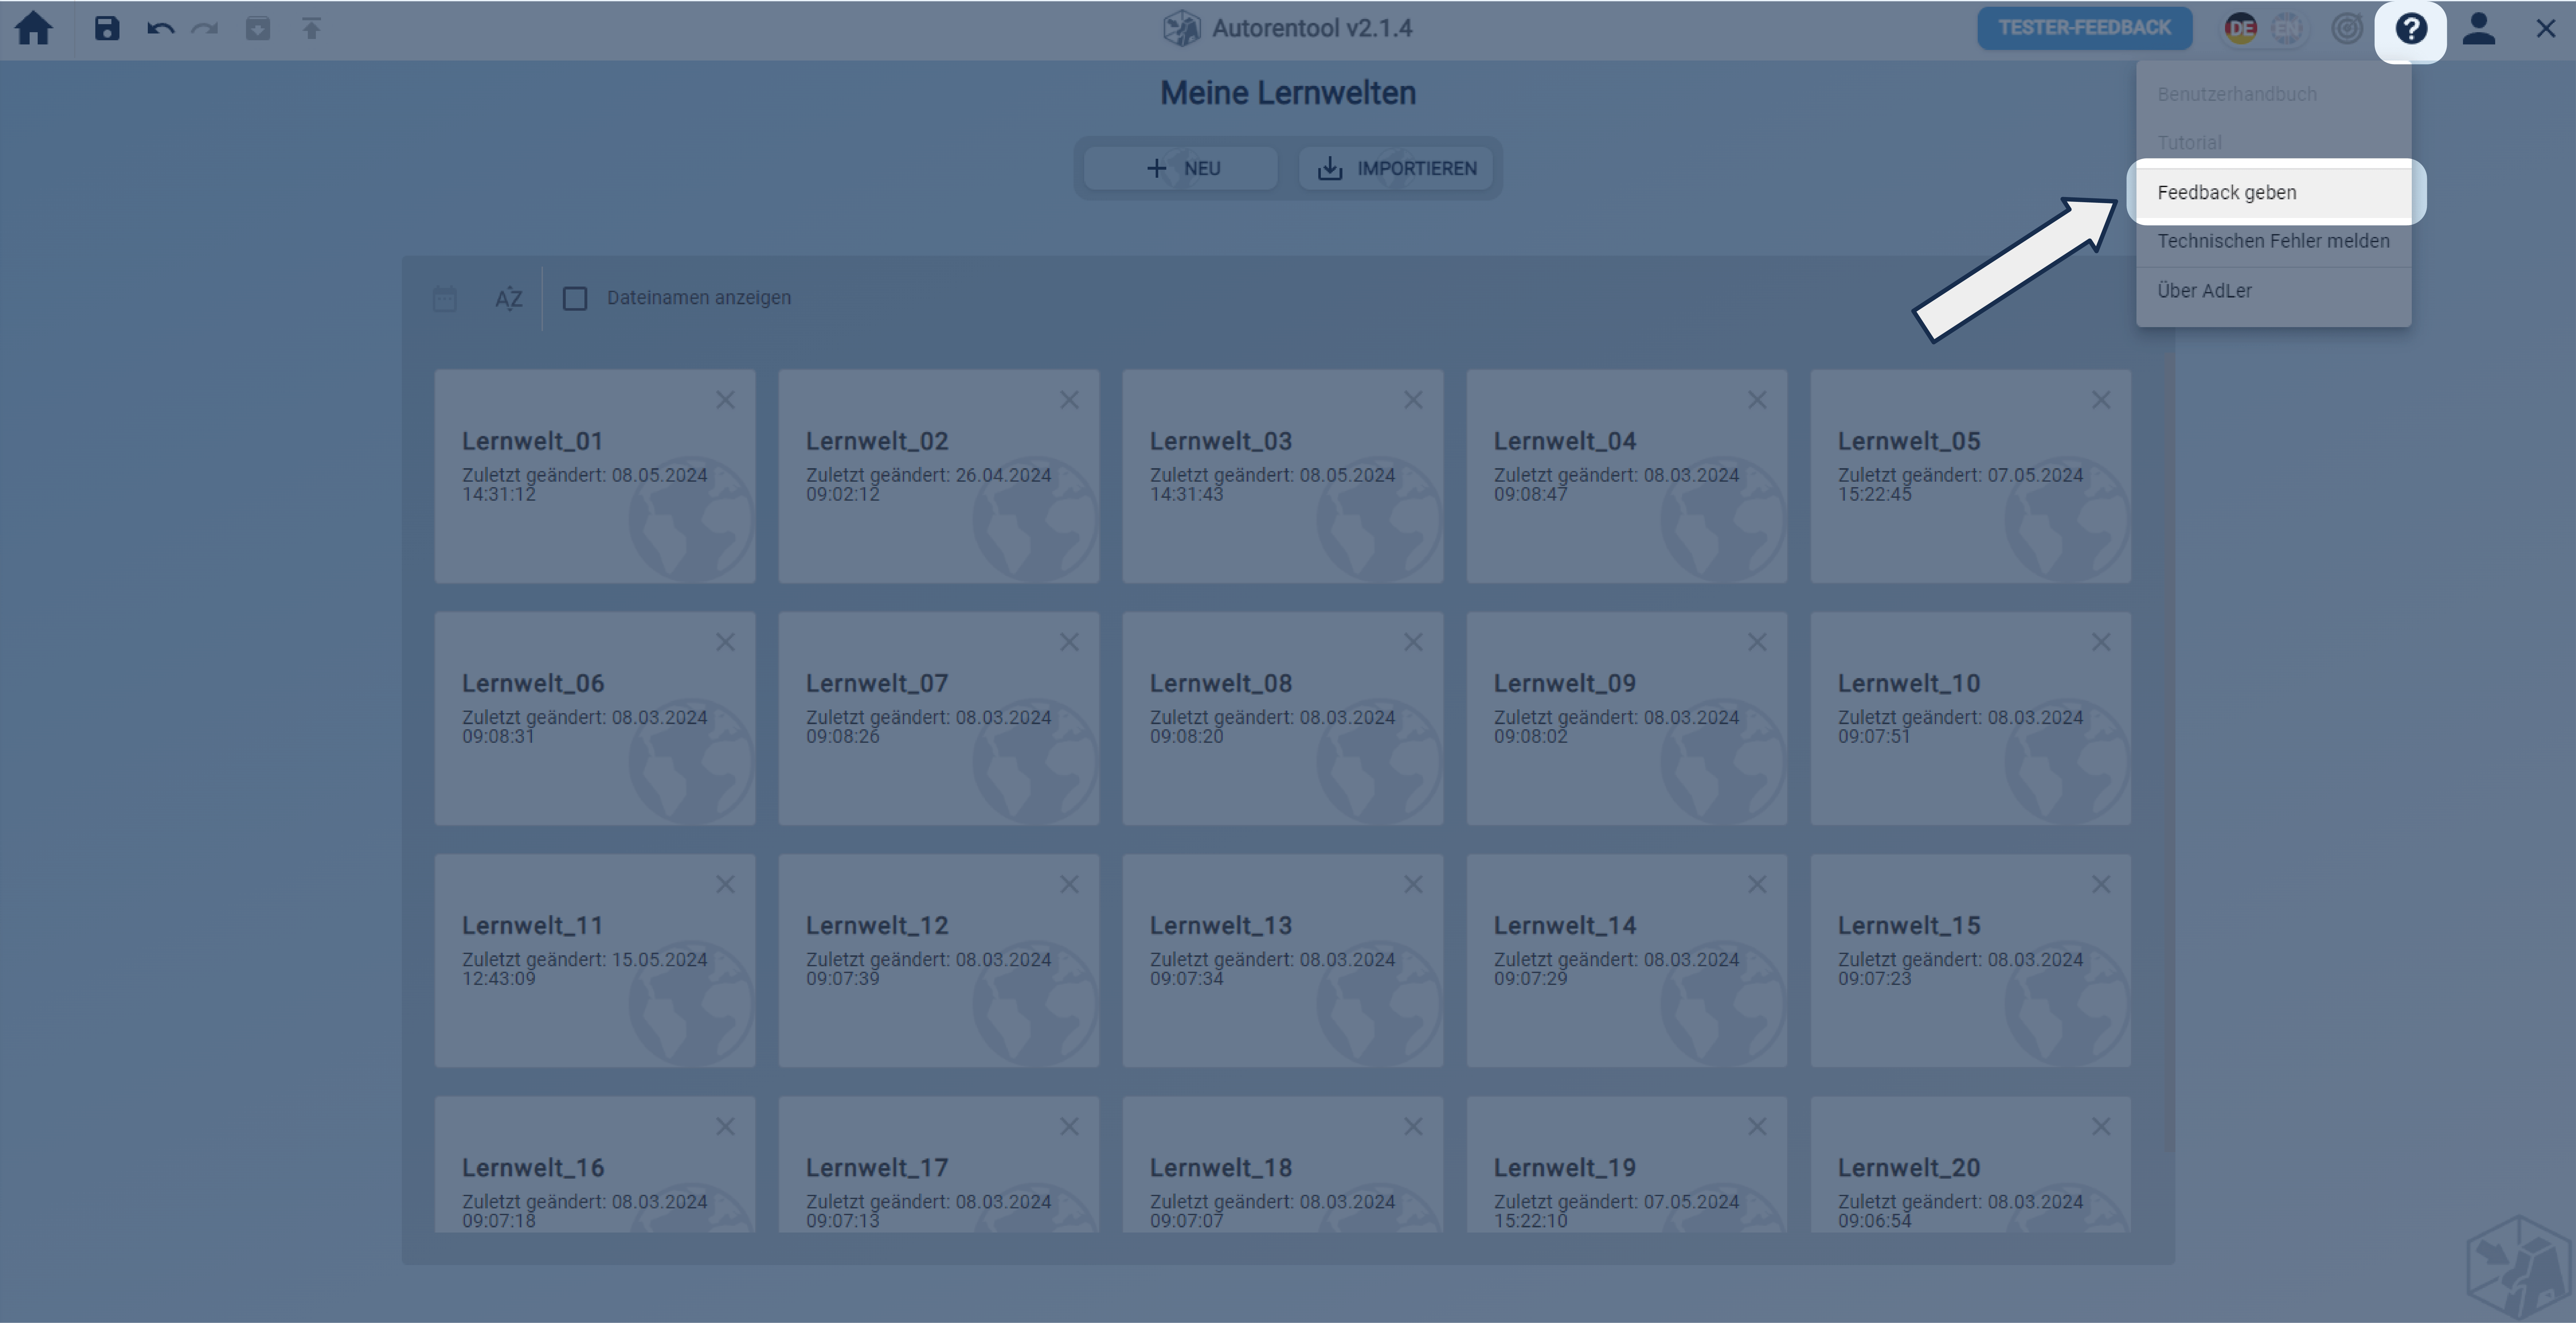 Autorentool v2.1.4
TESTER-FEEDBACK
DE
EN
?
Meine Lernwelten
Benutzerhandbuch
Tutorial
Feedback geben
Technischen Fehler melden
Über AdLer
NEU
IMPORTIEREN
AZ
Dateinamen anzeigen
Lernwelt_01
Zuletzt geändert: 08.05.2024
14:31:12
Lernwelt_02
Zuletzt geändert: 26.04.2024
09:02:12
Lernwelt_03
Zuletzt geändert: 08.05.2024
14:31:43
Lernwelt_04
Zuletzt geändert: 08.03.2024
09:08:47
Lernwelt_05
Zuletzt geändert: 07.05.2024
15:22:45
Lernwelt_06
Zuletzt geändert: 08.03.2024
09:08:31
Lernwelt_07
Zuletzt geändert: 08.03.2024
09:08:26
Lernwelt_08
Zuletzt geändert: 08.03.2024
09:08:20
Lernwelt_09
Zuletzt geändert: 08.03.2024
09:08:02
Lernwelt_10
Zuletzt geändert: 08.03.2024
09:07:51
Lernwelt_11
Zuletzt geändert: 15.05.2024
12:43:09
Lernwelt_12
Zuletzt geändert: 08.03.2024
09:07:39
Lernwelt_13
Zuletzt geändert: 08.03.2024
09:07:34
Lernwelt_14
Zuletzt geändert: 08.03.2024
09:07:29
Lernwelt_15
Zuletzt geändert: 08.03.2024
09:07:23
Lernwelt_16
Zuletzt geändert: 08.03.2024
09:07:18
Lernwelt_17
Zuletzt geändert: 08.03.2024
09:07:13
Lernwelt_18
Zuletzt geändert: 08.03.2024
09:07:07
Lernwelt_19
Zuletzt geändert: 07.05.2024
15:22:10
Lernwelt_20
Zuletzt geändert: 08.03.2024
09:06:54